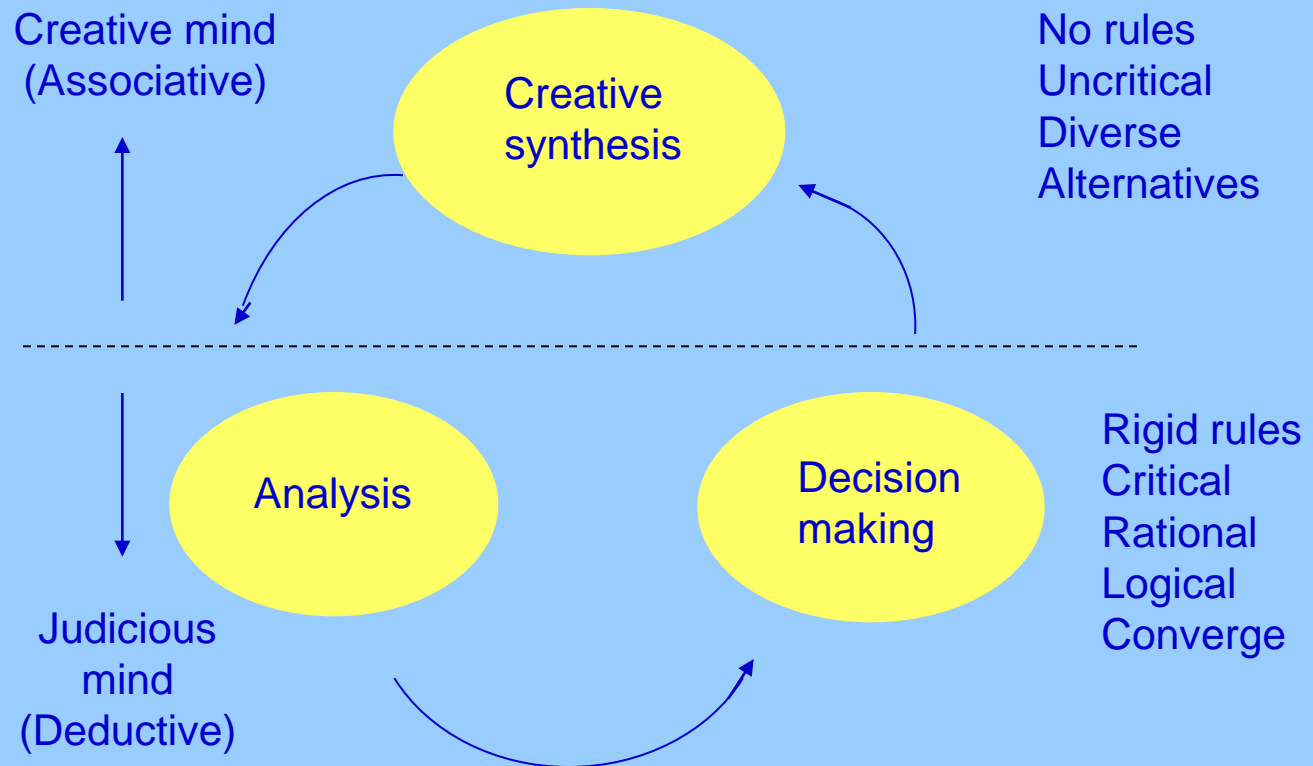 Creative mind
(Associative)
Creative
synthesis
No rules
Uncritical
Diverse
Alternatives
Analysis
Decision
making
Rigid rules
Critical
Rational
Logical
Converge
Judicious
mind
(Deductive)